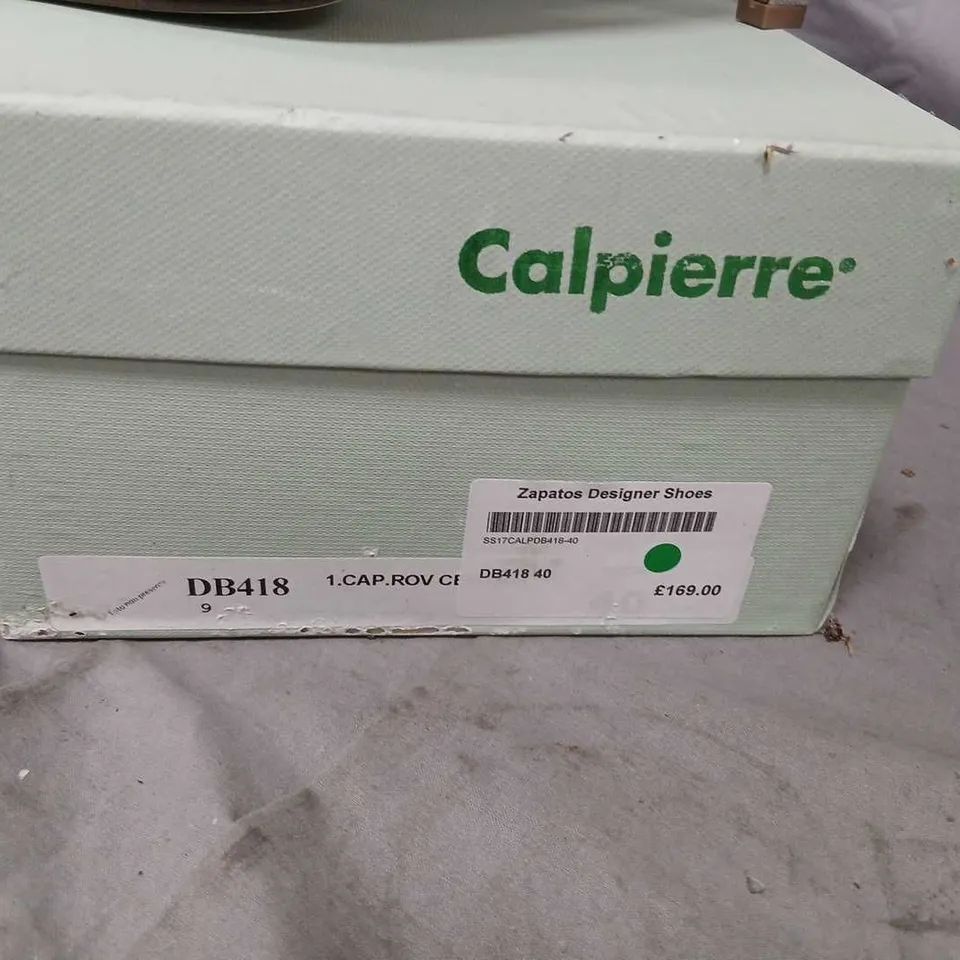 Calpierre
Zapatos Designer Shoes
SS17CALPDB418-40
DB418 40
£169.00
DB418
1.CAP.ROV CE
9